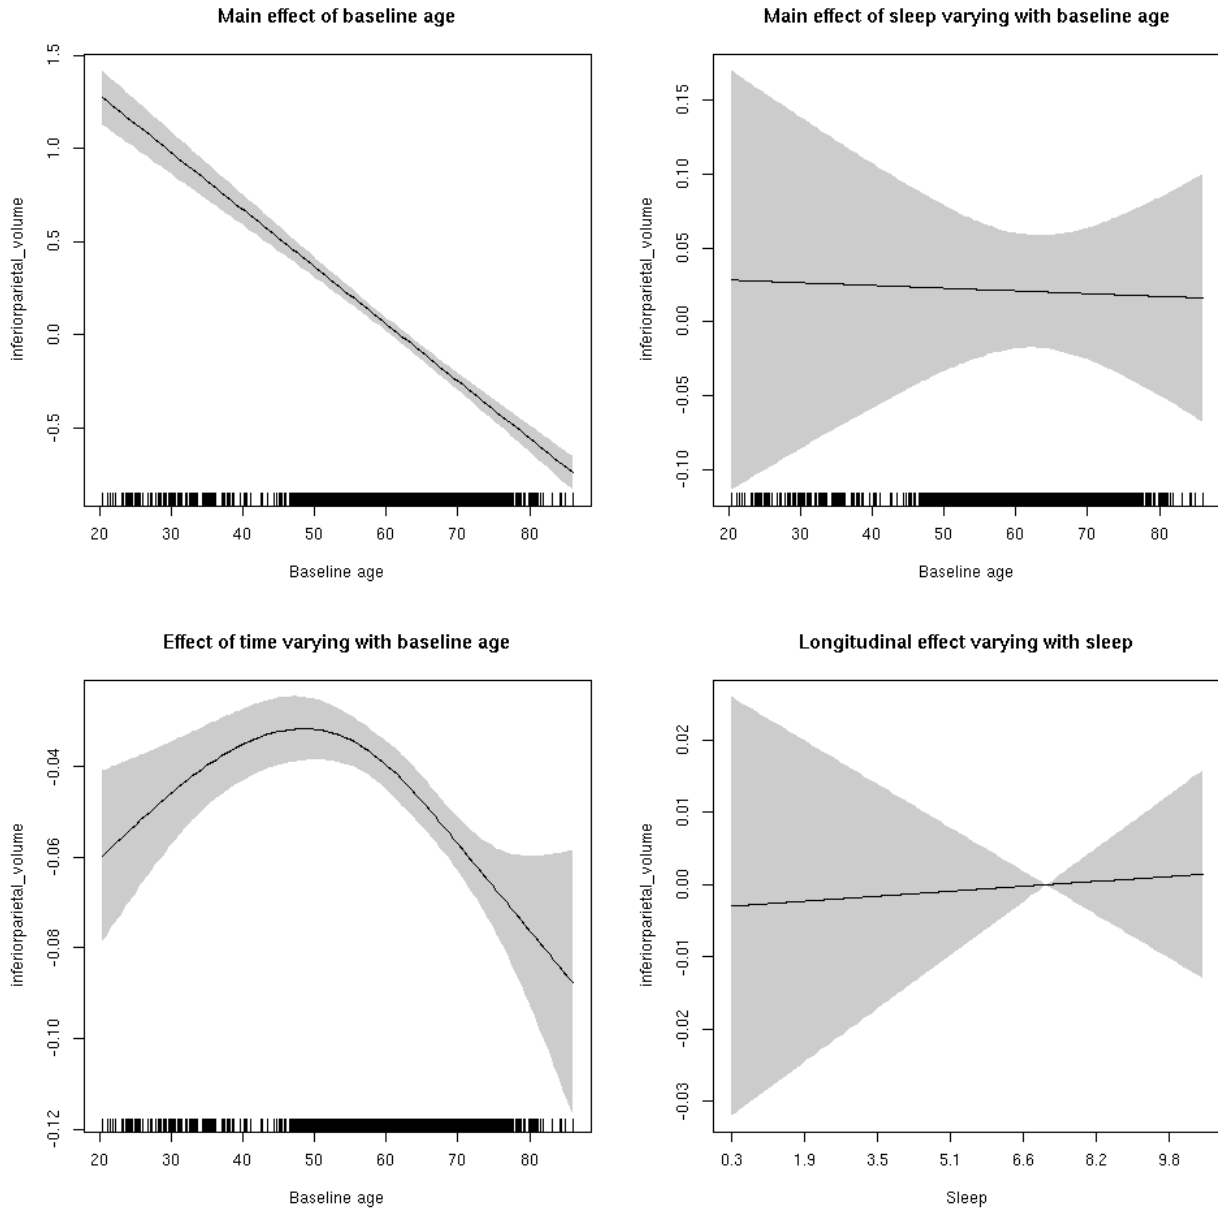 Main effect of baseline age
inferiorparietal_volume
1.5
1.0
0.5
0.0
-0.5
20 30 40 50 60 70 80
Baseline age
Main effect of sleep varying with baseline age
inferiorparietal_volume
0.15
0.10
0.05
0.00
-0.05
-0.10
20 30 40 50 60 70 80
Baseline age
Effect of time varying with baseline age
inferiorparietal_volume
-0.04
-0.06
-0.08
-0.10
-0.12
20 30 40 50 60 70 80
Baseline age
Longitudinal effect varying with sleep
inferiorparietal_volume
0.02
0.01
0.00
-0.01
-0.02
-0.03
0.3 1.9 3.5 5.1 6.6 8.2 9.8
Sleep